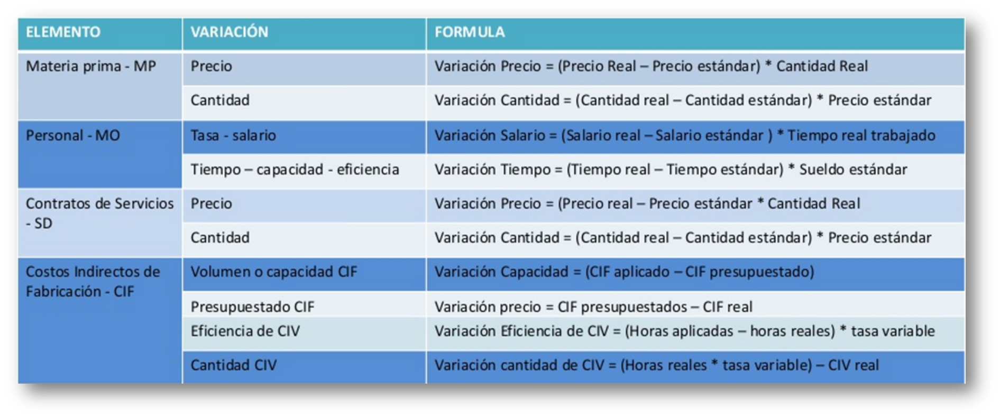 ELEMENTO VARIACIÓN FORMULA
Materia prima - MP Precio Variación Precio = (Precio Real – Precio estándar) * Cantidad Real
Cantidad Variación Cantidad = (Cantidad real – Cantidad estándar) * Precio estándar
Personal - MO Tasa - salario Variación Salario = (Salario real – Salario estándar ) * Tiempo real trabajado
Tiempo – capacidad - eficiencia Variación Tiempo = (Tiempo real – Tiempo estándar) * Sueldo estándar
Contratos de Servicios Precio Variación Precio = (Precio real – Precio estándar * Cantidad Real
- SD
Cantidad Variación Cantidad = (Cantidad real – Cantidad estándar) * Precio estándar
Costos Indirectos de Volumen o capacidad CIF Variación Capacidad = (CIF aplicado – CIF presupuestado)
Fabricación - CIF
Presupuestado CIF Variación precio = CIF presupuestados – CIF real
Eficiencia de CIV Variación Eficiencia de CIV = (Horas aplicadas – horas reales) * tasa variable
Cantidad CIV Variación cantidad de CIV = (Horas reales * tasa variable) – CIV real